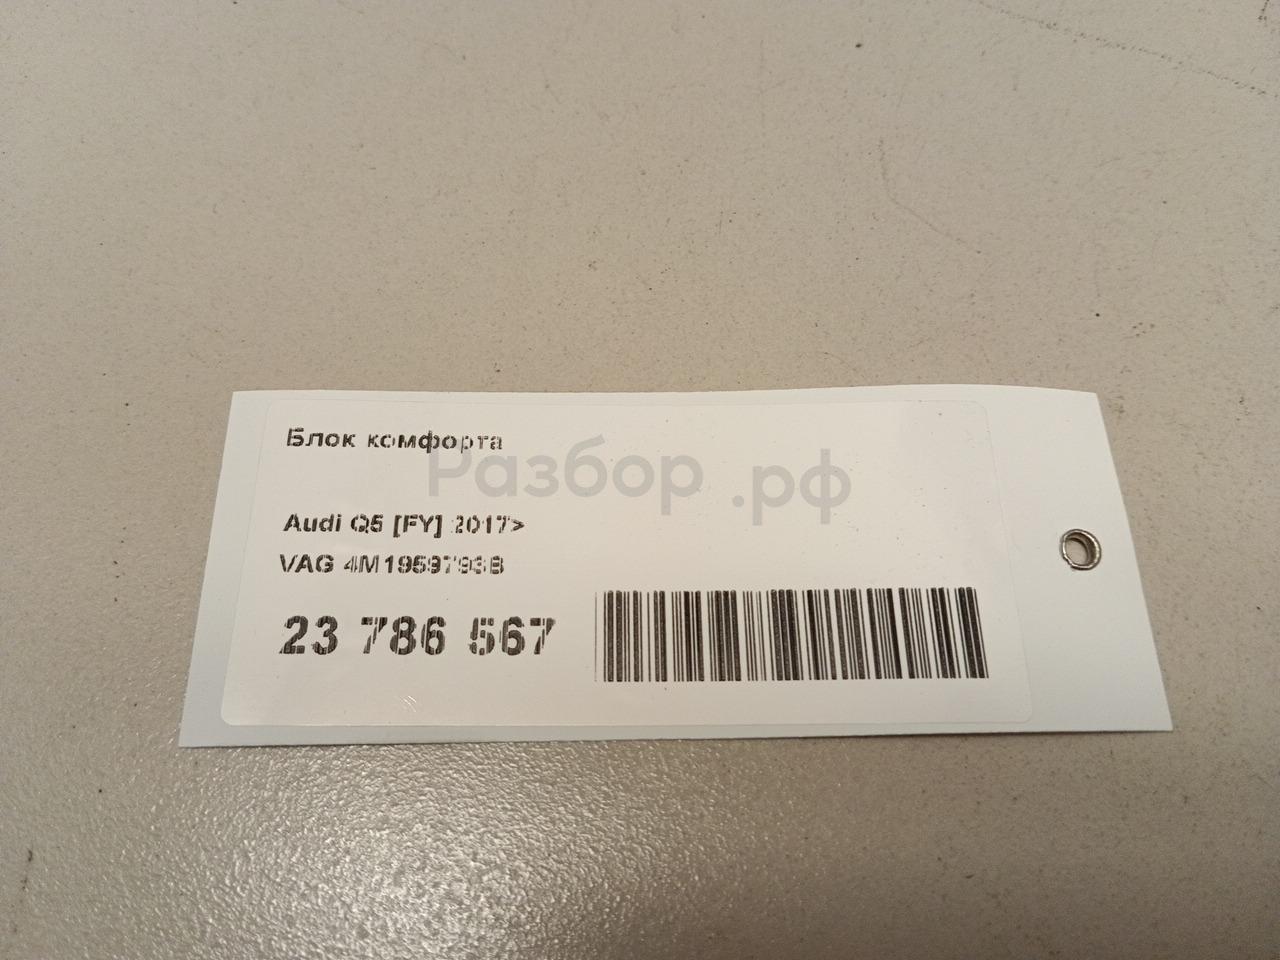 Блок комфорта
Разбор.рф
Audi Q5 [FY] 2017>
VAG 4M1959793B
23 786 567